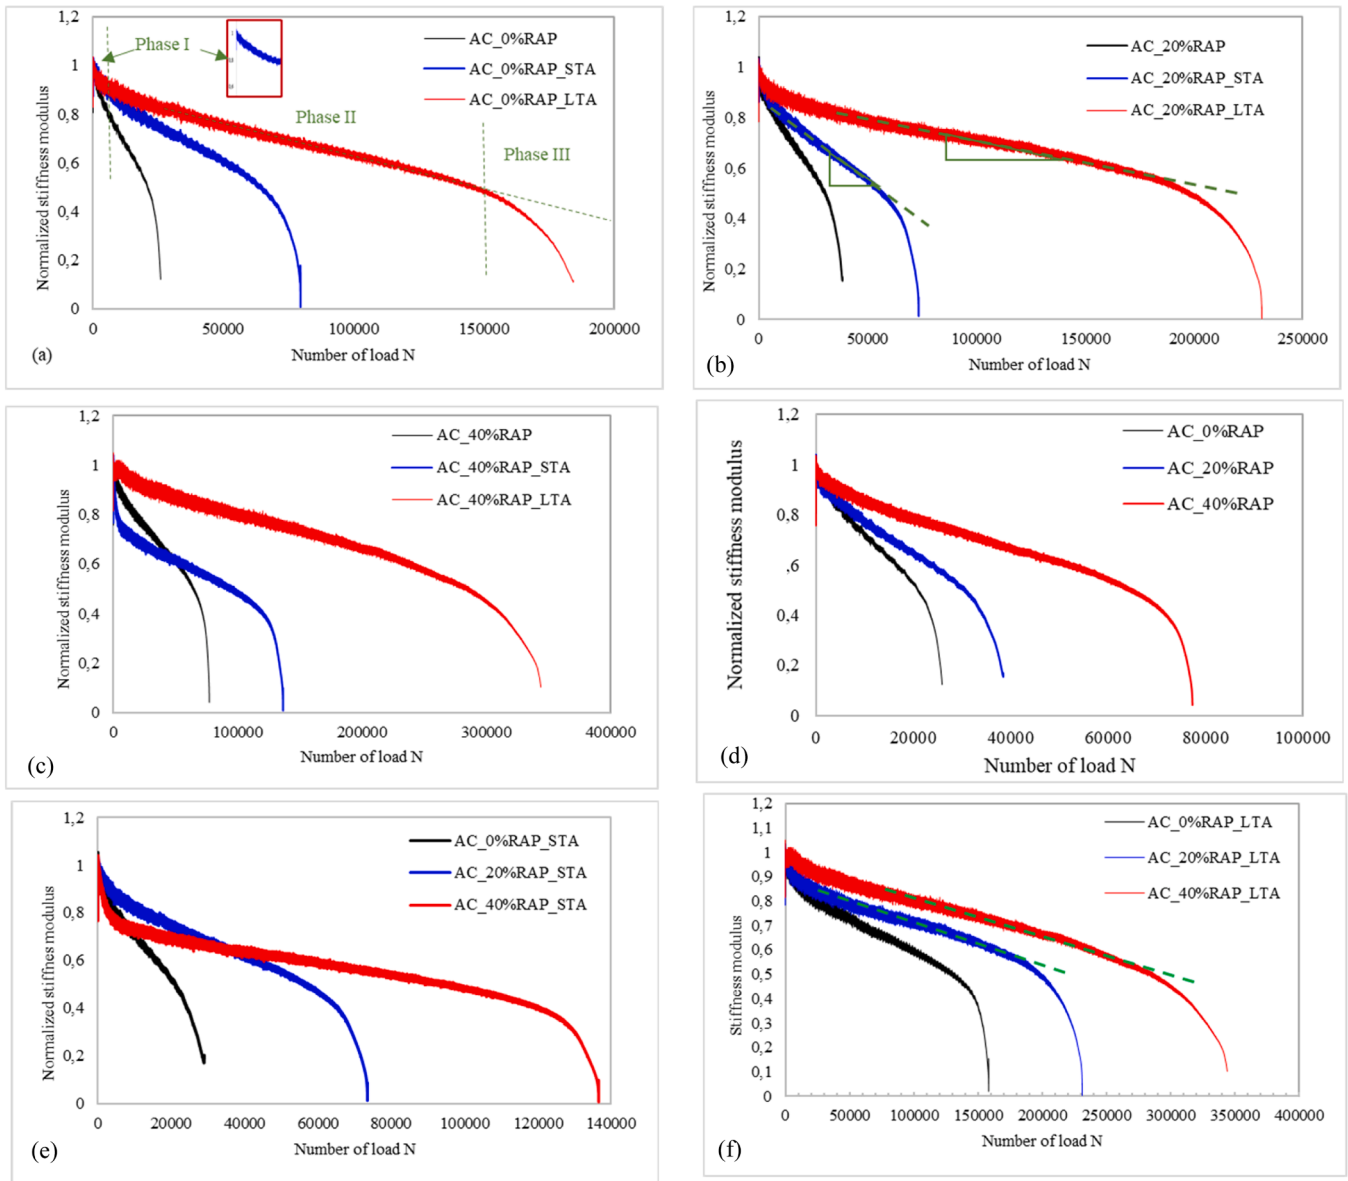 1,2
1
0,8
0,6
0,4
0,2
0
Normalized stiffness modulus
Phase I
Phase II
Phase III
AC_0%RAP
AC_0%RAP_STA
AC_0%RAP_LTA
0 50000 100000 150000 200000
Number of load N
(a)
1,2
1
0,8
0,6
0,4
0,2
0
Normalized stiffness modulus
AC_20%RAP
AC_20%RAP_STA
AC_20%RAP_LTA
0 50000 100000 150000 200000 250000
Number of load N
(b)
1,2
1
0,8
0,6
0,4
0,2
0
Normalized stiffness modulus
AC_40%RAP
AC_40%RAP_STA
AC_40%RAP_LTA
0 100000 200000 300000 400000
Number of load N
(c)
1,2
1
0,8
,6
0,4
0,2
0
Normalized stiffness modulus
AC_0%RAP
AC_20%RAP
AC_40%RAP
0 20000 40000 60000 80000 100000
Number of load N
(d)
1,2
1
0,8
0,6
0,4
0,2
0
Normalized stiffness modulus
AC_0%RAP_STA
AC_20%RAP_STA
AC_40%RAP_STA
0 20000 40000 60000 80000 100000 120000 140000
Number of load N
(e)
1,2
1,1
1
0,9
0,8
0,7
0,6
0,5
0,4
0,3
0,2
0,1
0
Stiffness modulus
AC_0%RAP_LTA
AC_20%RAP_LTA
AC_40%RAP_LTA
0 50000 100000 150000 200000 250000 300000 350000 400000
Number of load N
(f)